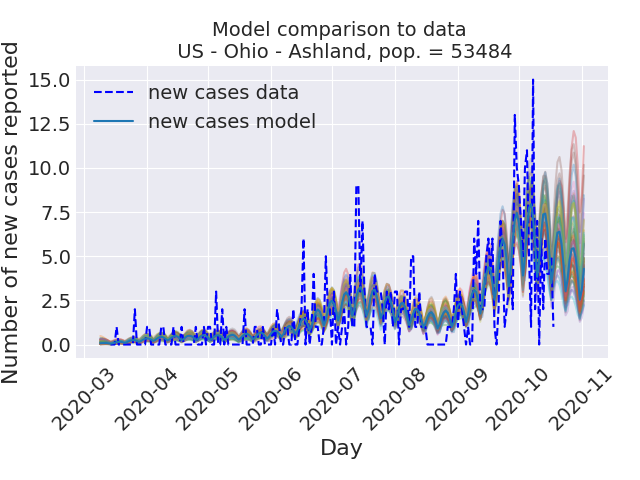 Model comparison to data
US - Ohio - Ashland, pop. = 53484
Number of new cases reported
15.0
12.5
10.0
7.5
5.0
2.5
0.0
new cases data
new cases model
2020-03
2020-04
2020-05
2020-06
2020-07
2020-08
2020-09
2020-10
2020-11
Day